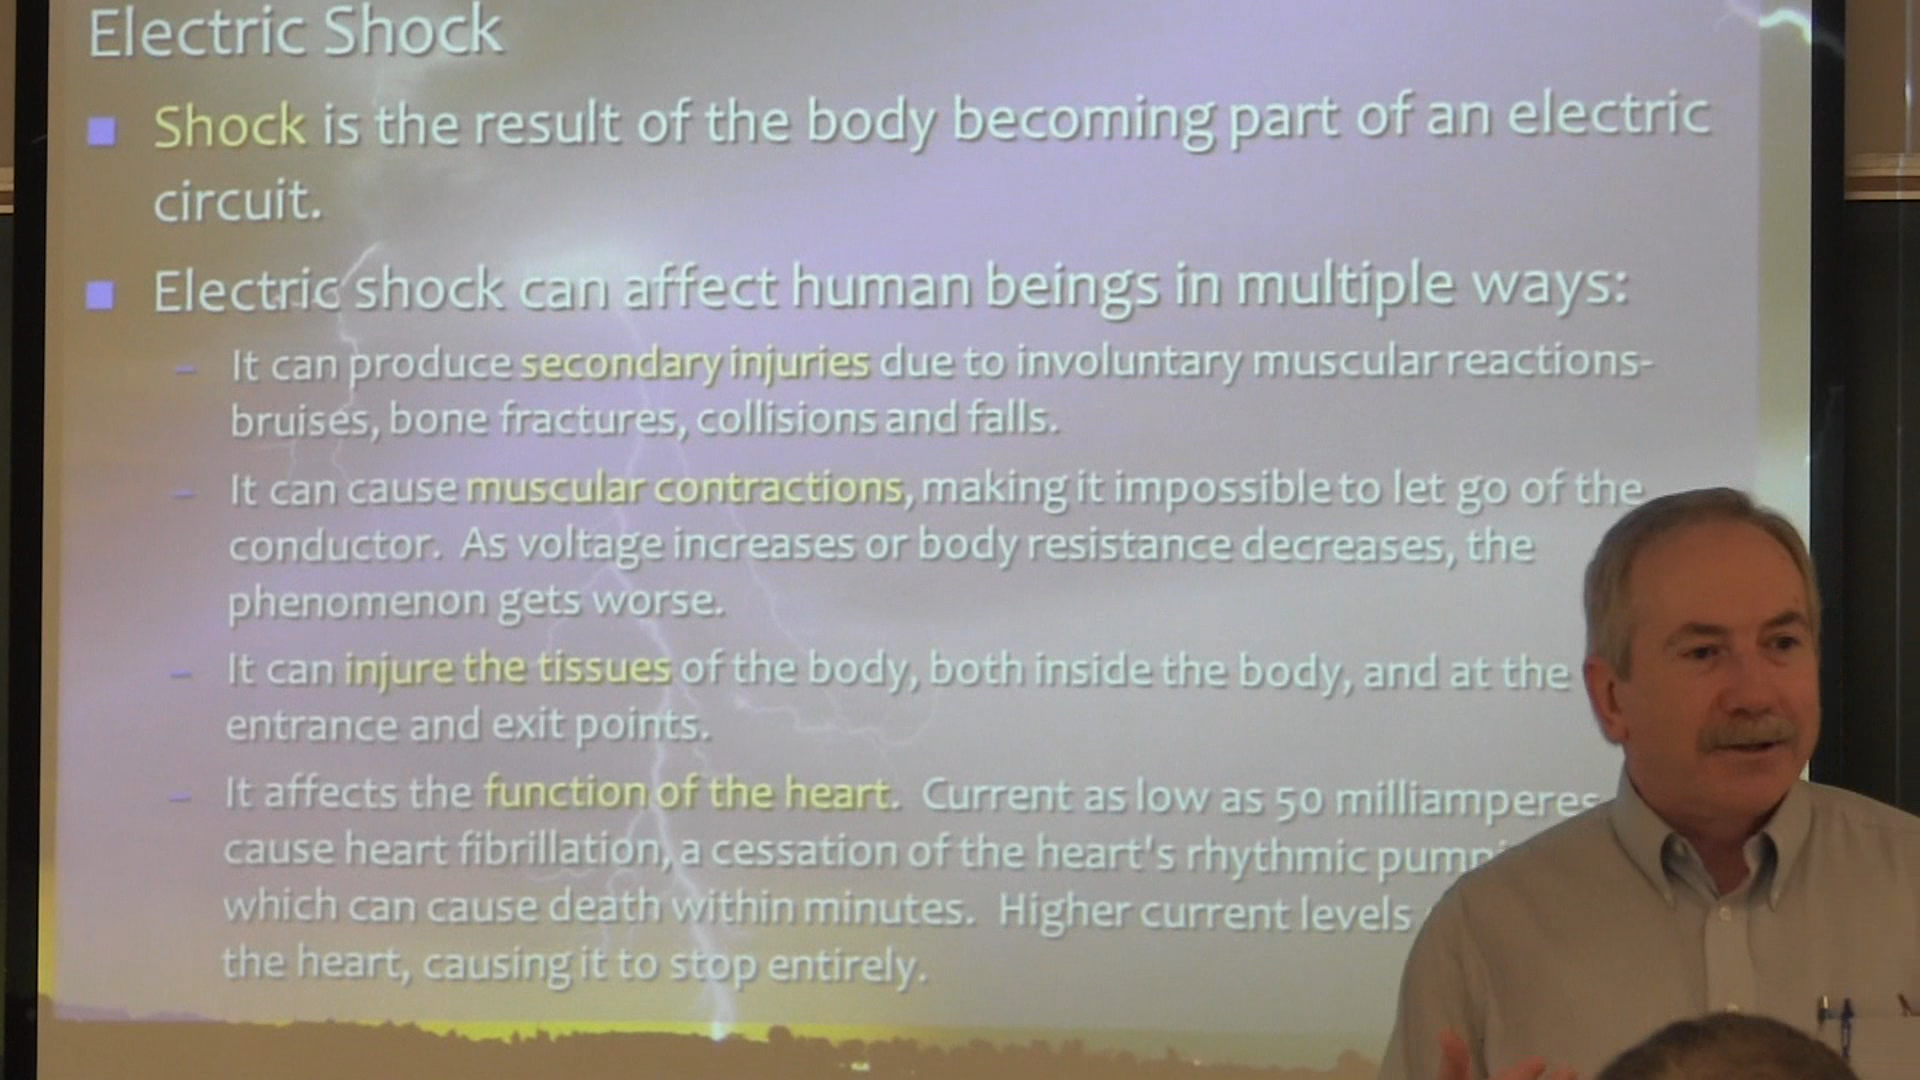 Electric Shock
Shock is the result of the body becoming part of an electric
circuit.
Electric shock can affect human beings in multiple ways:
– It can produce secondary injuries due to involuntary muscular reactions-
bruises, bone fractures, collisions and falls.
– It can cause muscular contractions, making it impossible to let go of the
conductor. As voltage increases or body resistance decreases, the
phenomenon gets worse.
– It can injure the tissues of the body, both inside the body, and at the
entrance and exit points.
– It affects the function of the heart. Current as low as 50 milliamperes
cause heart fibrillation, a cessation of the heart's rhythmic
which can cause death within minutes. Higher current levels
the heart, causing it to stop entirely.